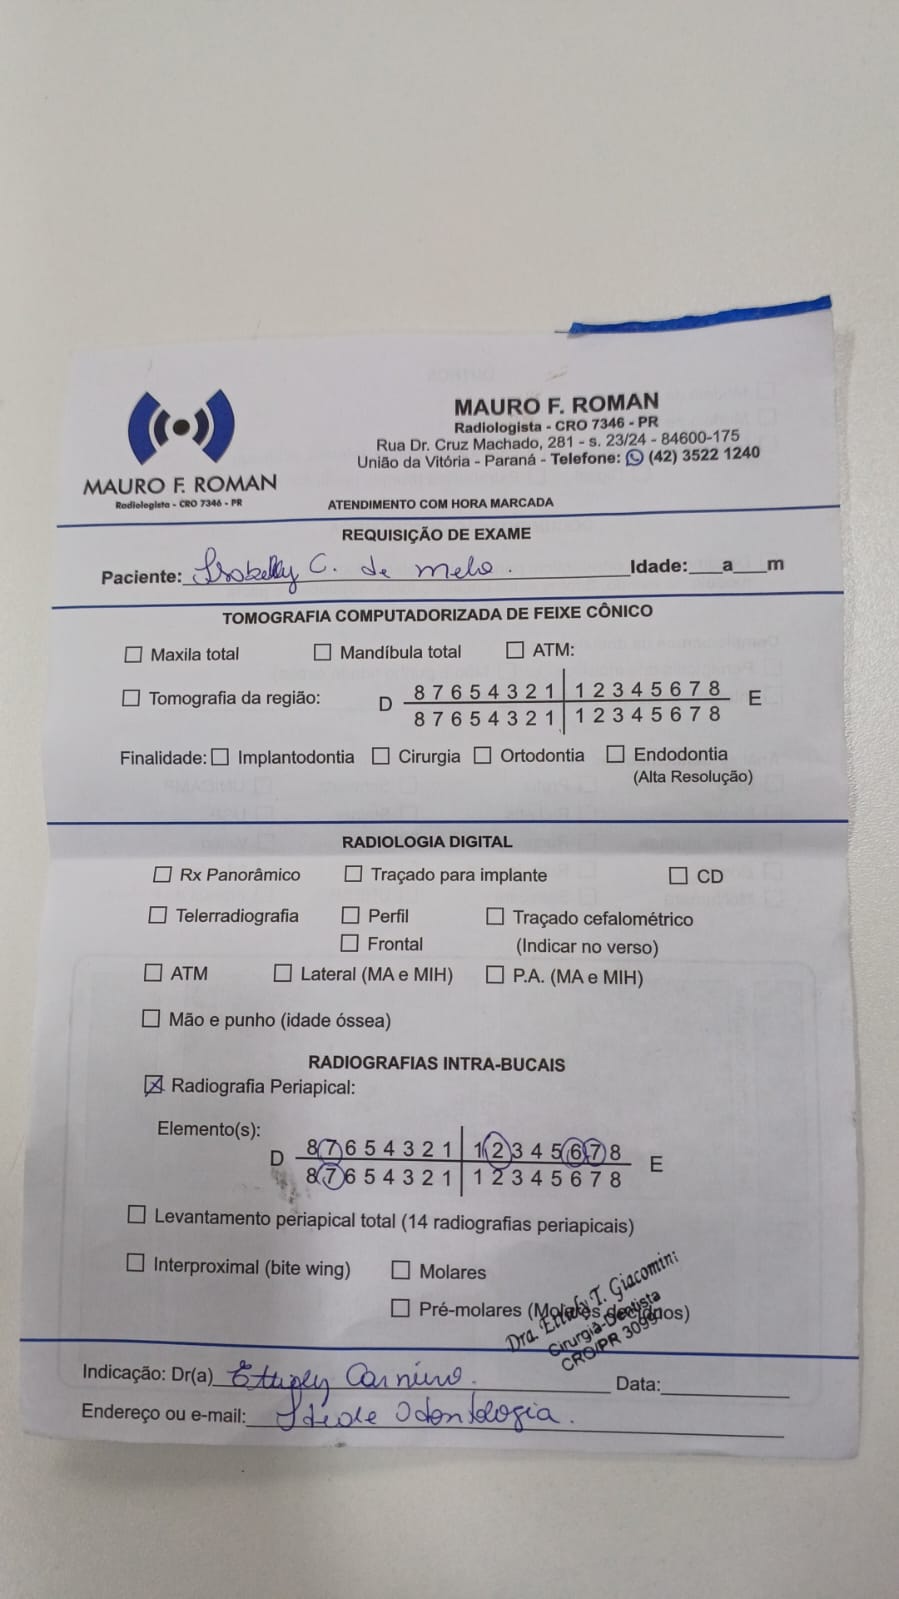 MAURO F. ROMAN
Radiologista - CRO 7346 - PR
MAURO F. ROMAN
Radiologista - CRO 7346 - PR
Rua Dr. Cruz Machado, 281 - s. 23/24 - 84600-175
União da Vitória - Paraná - Telefone: (42) 3522 1240
ATENDIMENTO COM HORA MARCADA
REQUISIÇÃO DE EXAME
Paciente: Isabelly C. de Melo. Idade:___a___m
TOMOGRAFIA COMPUTADORIZADA DE FEIXE CÔNICO
Maxila total Mandíbula total ATM:
Tomografia da região: D 8 7 6 5 4 3 2 1 1 2 3 4 5 6 7 8 E
8 7 6 5 4 3 2 1 1 2 3 4 5 6 7 8
Finalidade: Implantodontia Cirurgia Ortodontia Endodontia
(Alta Resolução)
RADIOLOGIA DIGITAL
Rx Panorâmico Traçado para implante CD
Telerradiografia Perfil Traçado cefalométrico
Frontal (Indicar no verso)
ATM Lateral (MA e MIH) P.A. (MA e MIH)
Mão e punho (idade óssea)
RADIOGRAFIAS INTRA-BUCAIS
X Radiografia Periapical:
Elemento(s):
D 8 7 6 5 4 3 2 1 1 2 3 4 5 6 7 8 E
8 7 6 5 4 3 2 1 1 2 3 4 5 6 7 8
Levantamento periapical total (14 radiografias periapicais)
Interproximal (bite wing) Molares
Pré-molares (Molares decíduos)
Dra. T. Giacomini
Cirurgiã-Dentista
CRO/PR
Indicação: Dr(a) Data:
Endereço ou e-mail: Odontologia.